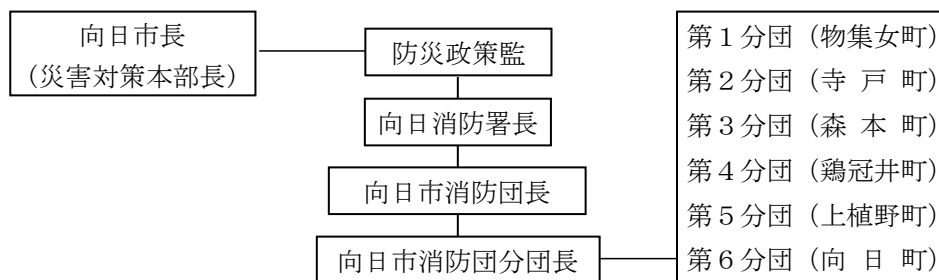 向日市長
(災害対策本部長)
防災政策監
向日消防署長
向日市消防団長
向日市消防団分団長
第1分団（物集女町）
第2分団（寺 戸 町）
第3分団（森 本 町）
第4分団（鶏冠井町）
第5分団（上植野町）
第6分団（向 日 町）